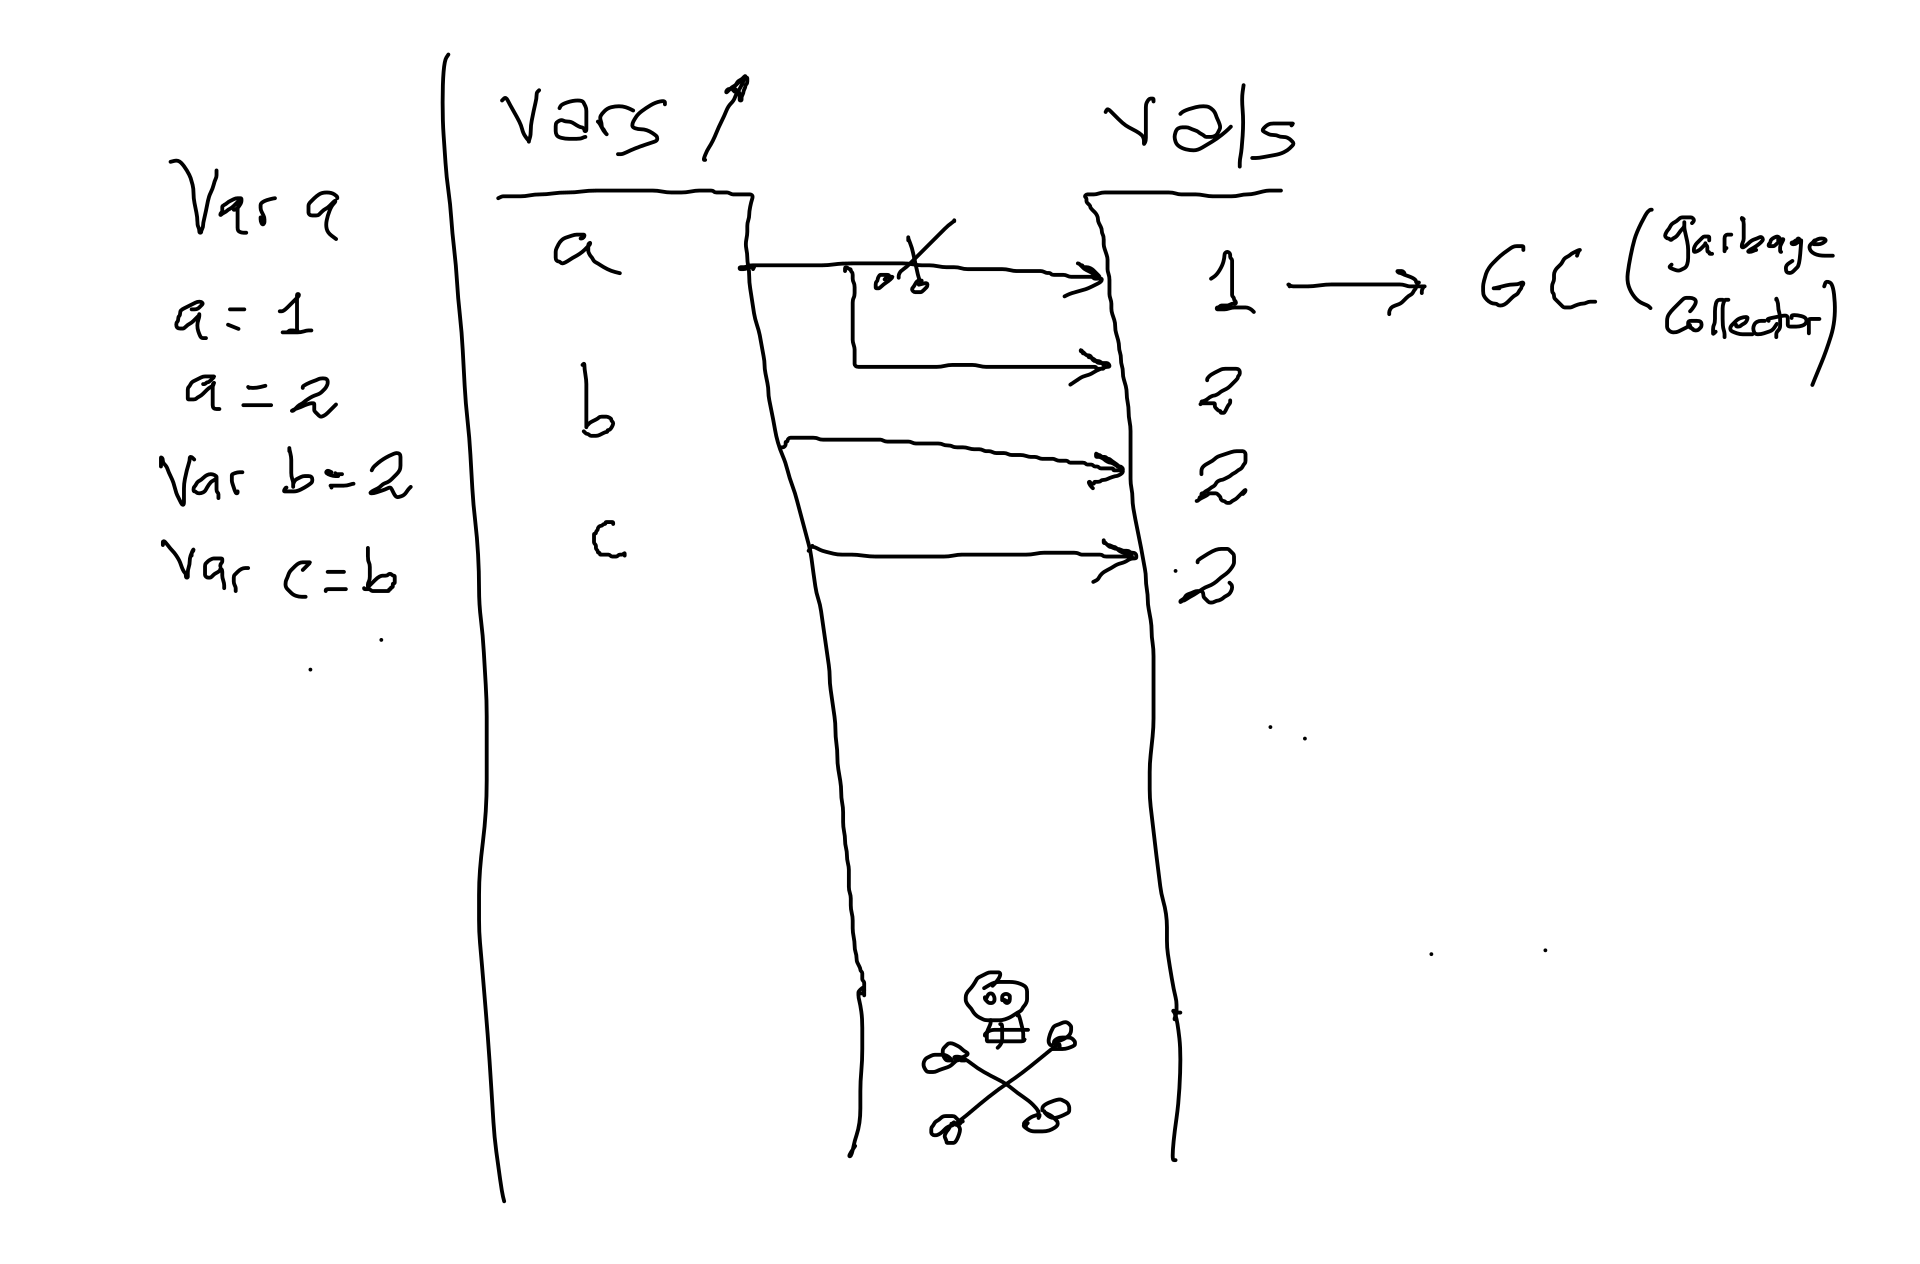 Var a
a = 1
a = 2
Var b = 2
Var c = b
Vars
a
b
c
Vals
1
2
2
2
GC (garbage
Collector)